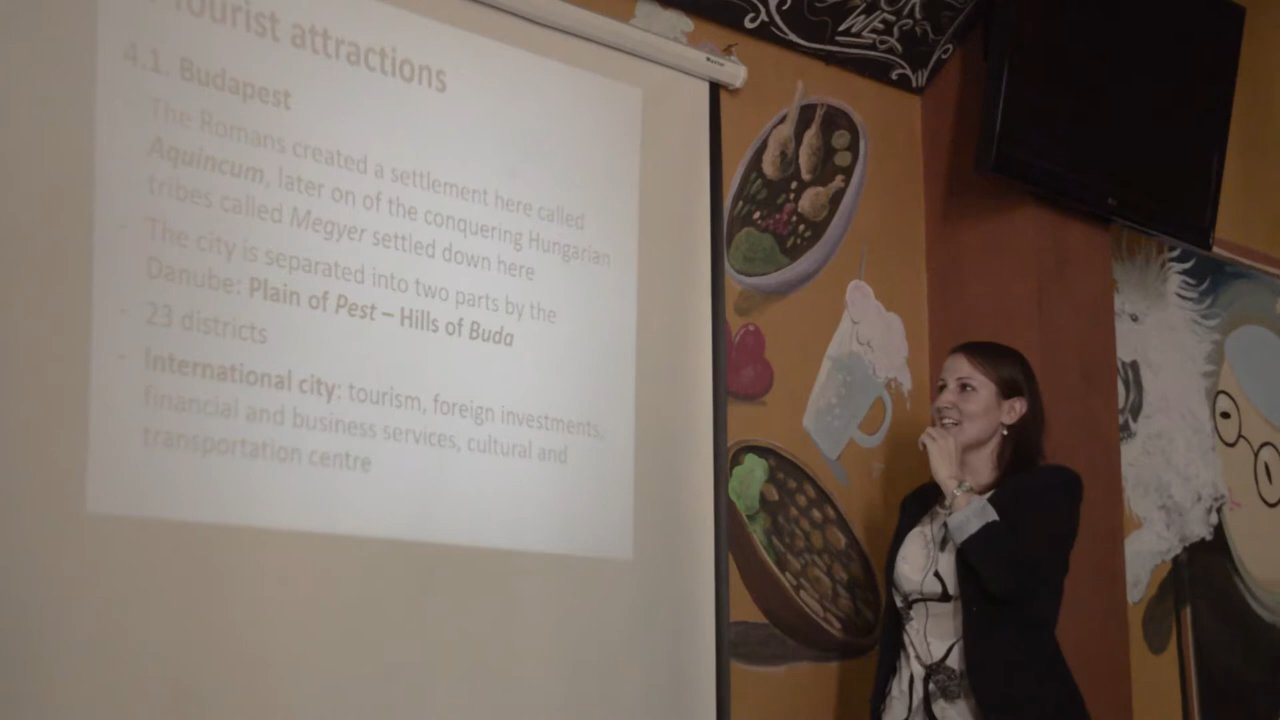 Tourist attractions
4.1. Budapest
- The Romans created a settlement here called
Aquincum, later on of the conquering Hungarian
tribes called Megyer settled down here
- The city is separated into two parts by the
Danube: Plain of Pest – Hills of Buda
- 23 districts
- International city: tourism, foreign investments,
financial and business services, cultural and
transportation centre
WES